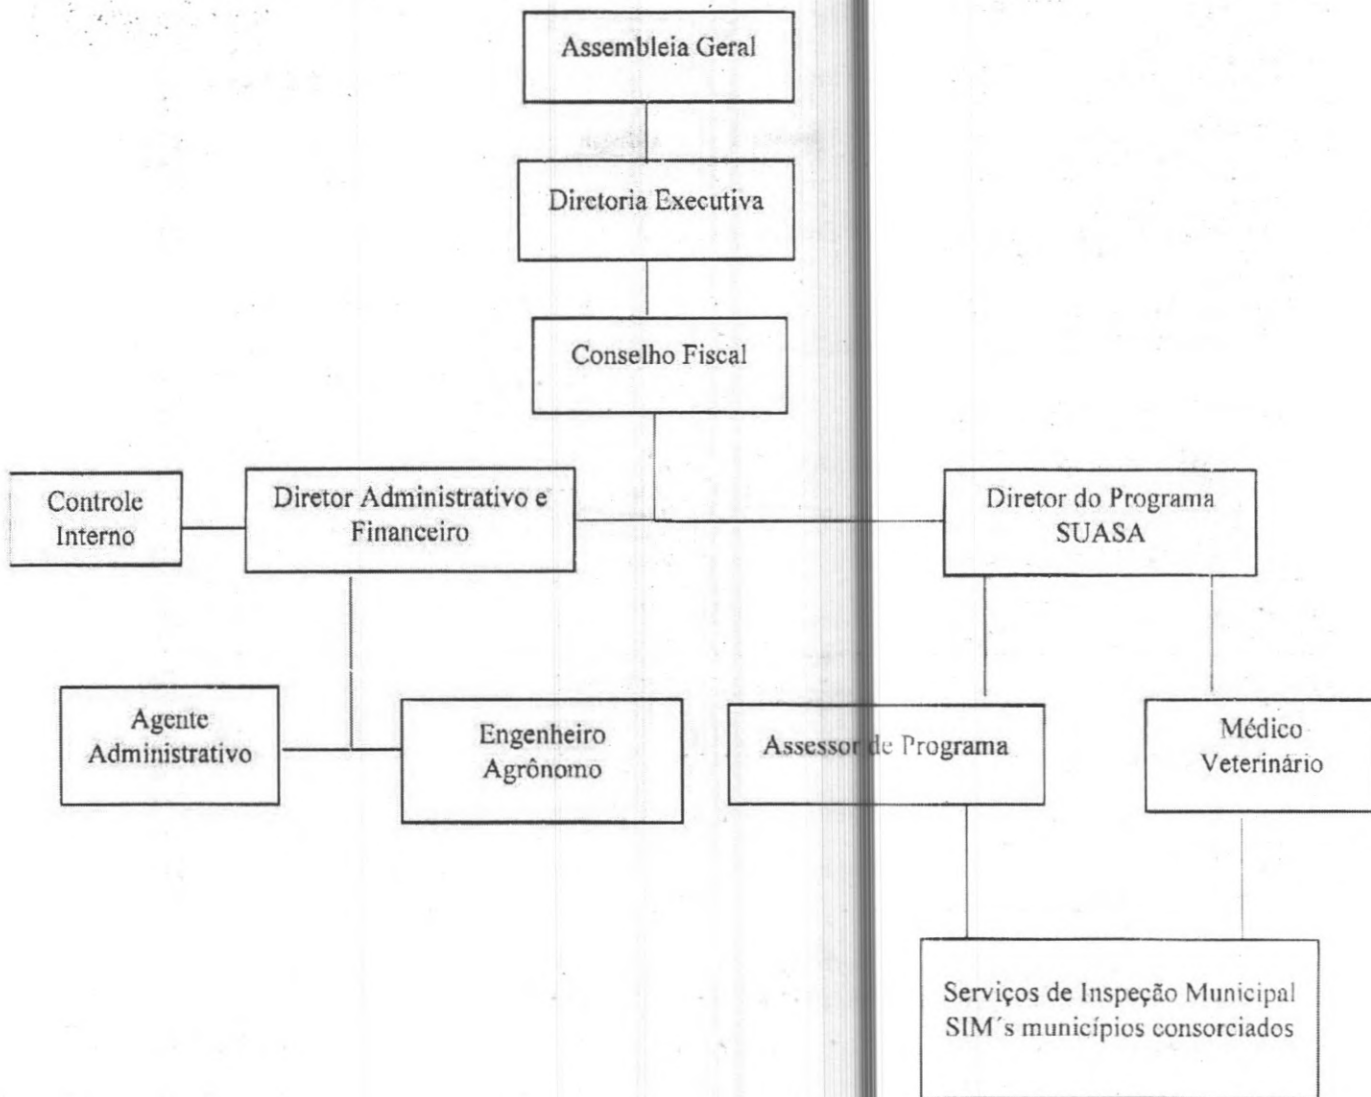 Assembleia Geral
Diretoria Executiva
Conselho Fiscal
Controle
Interno
Diretor Administrativo e
Financeiro
Diretor do Programa
SUASA
Agente
Administrativo
Engenheiro
Agrônomo
Assessor de Programa
Médico
Veterinário
Serviços de Inspeção Municipal
SIM´s municípios consorciados